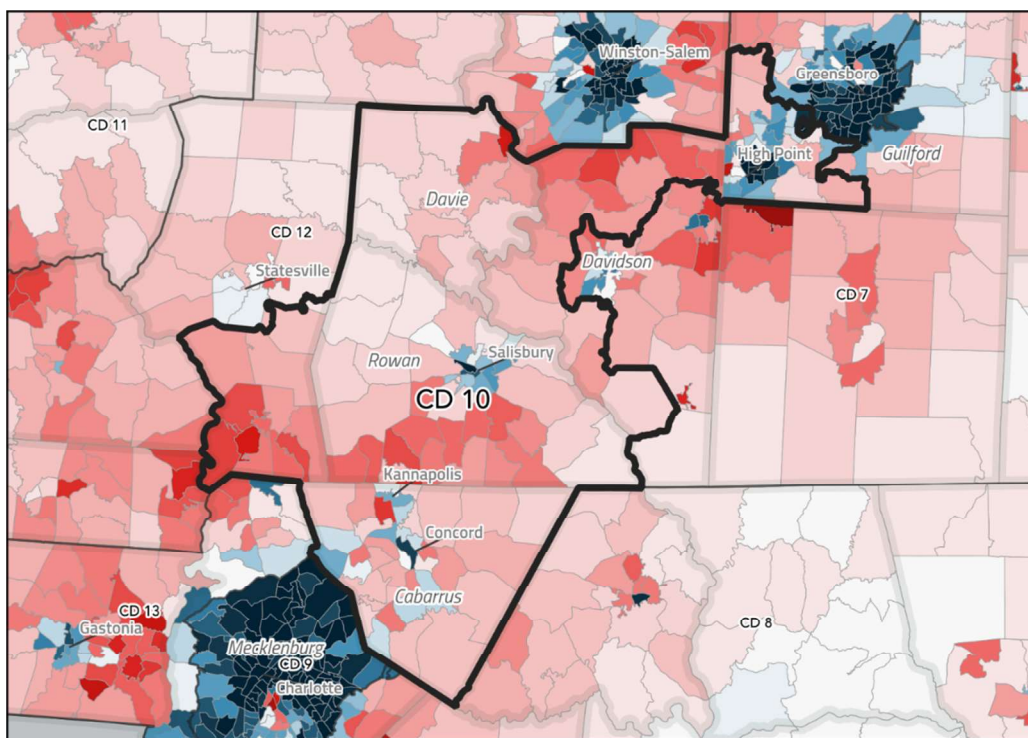 Winston-Salem
Greensboro
CD 11
High Point
Guilford
Davie
CD 12
Statesville
Davidson
CD 7
Salisbury
Rowan
CD 10
Kannapolis
Concord
Cabarrus
CD 13
Gastonia
CD 8
Mecklenburg
CD 9
Charlotte